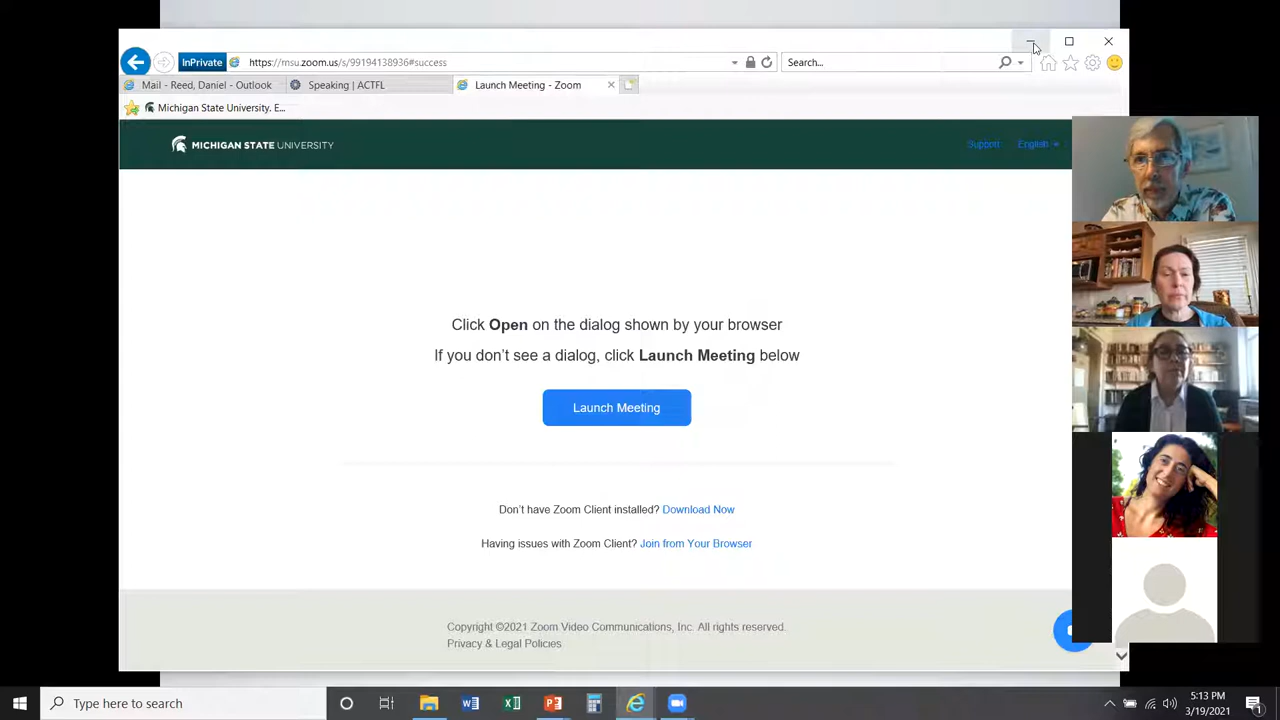 InPrivate
https://msu.zoom.us/s/99194138936#success
Search...
Mail - Reed, Daniel - Outlook
Speaking | ACTFL
Launch Meeting - Zoom
Michigan State University. E...
MICHIGAN STATE UNIVERSITY
Support
English
Click Open on the dialog shown by your browser
If you don't see a dialog, click Launch Meeting below
Launch Meeting
Don't have Zoom Client installed? Download Now
Having issues with Zoom Client? Join from Your Browser
Copyright ©2021 Zoom Video Communications, Inc. All rights reserved.
Privacy & Legal Policies
Type here to search
5:13 PM
3/19/2021